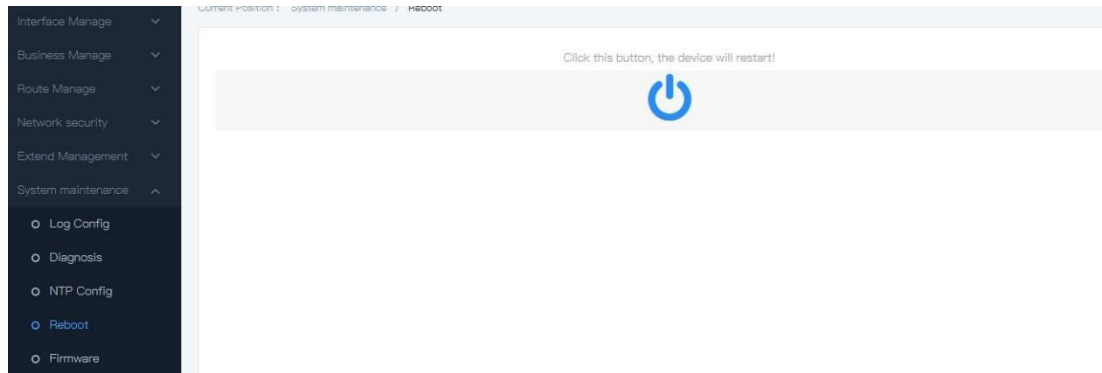 Current Position : System maintenance / Reboot
Interface Manage
Business Manage
Route Manage
Network security
Extend Management
System maintenance
Log Config
Diagnosis
NTP Config
Reboot
Firmware
Click this button, the device will restart!